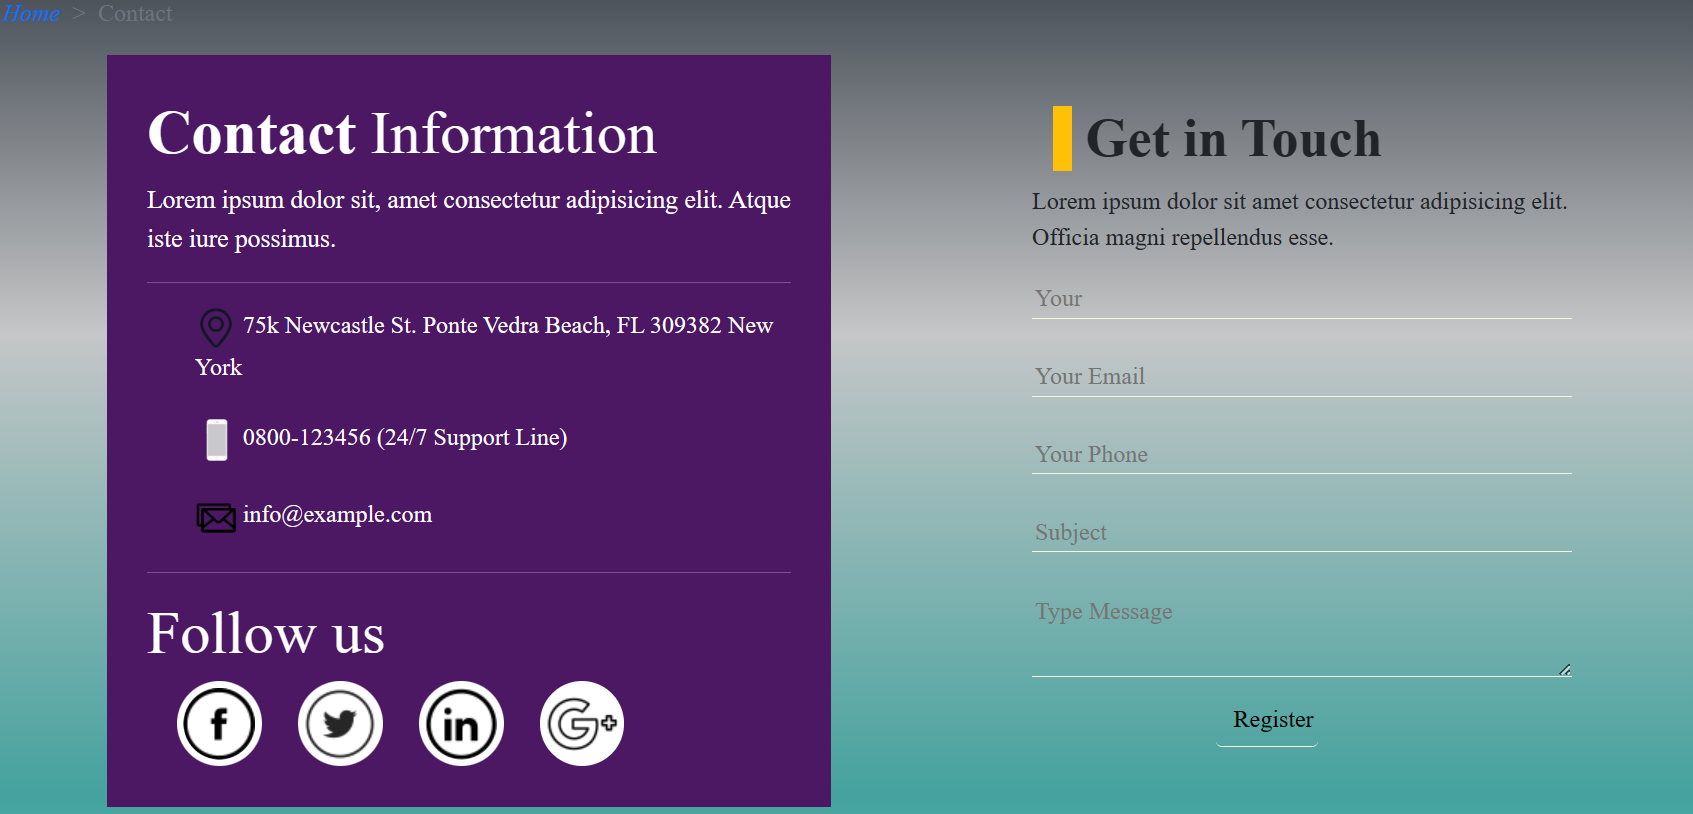 Home > Contact
Contact Information
Lorem ipsum dolor sit, amet consectetur adipisicing elit. Atque
iste iure possimus.
75k Newcastle St. Ponte Vedra Beach, FL 309382 New
York
0800-123456 (24/7 Support Line)
info@example.com
Follow us
f
in
G+
Get in Touch
Lorem ipsum dolor sit amet consectetur adipisicing elit.
Officia magni repellendus esse.
Your
Your Email
Your Phone
Subject
Type Message
Register